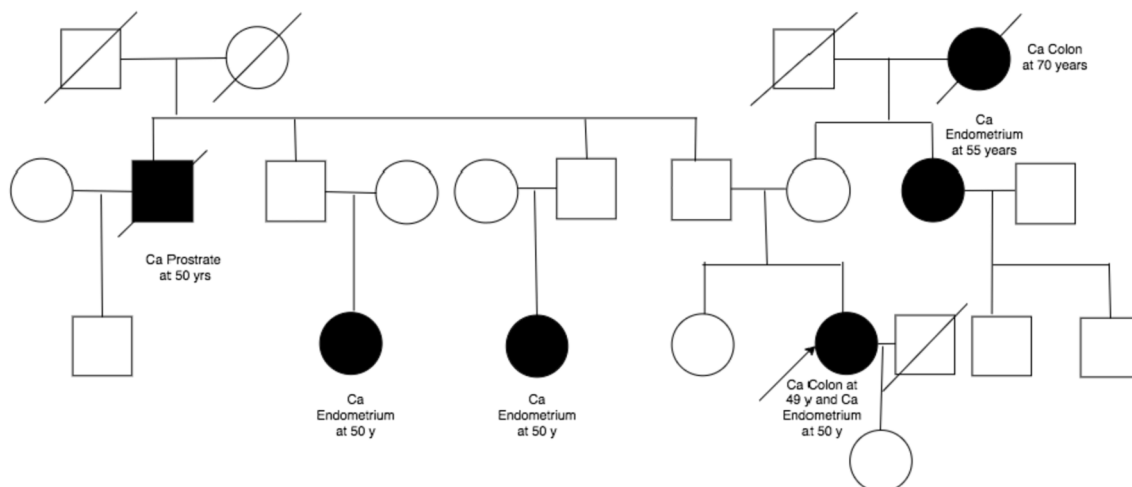 Ca Colon
at 70 years
Ca
Endometrium
at 55 years
Ca Prostrate
at 50 yrs
Ca
Endometrium
at 50 y
Ca
Endometrium
at 50 y
Ca Colon at
49 y and Ca
Endometrium
at 50 y